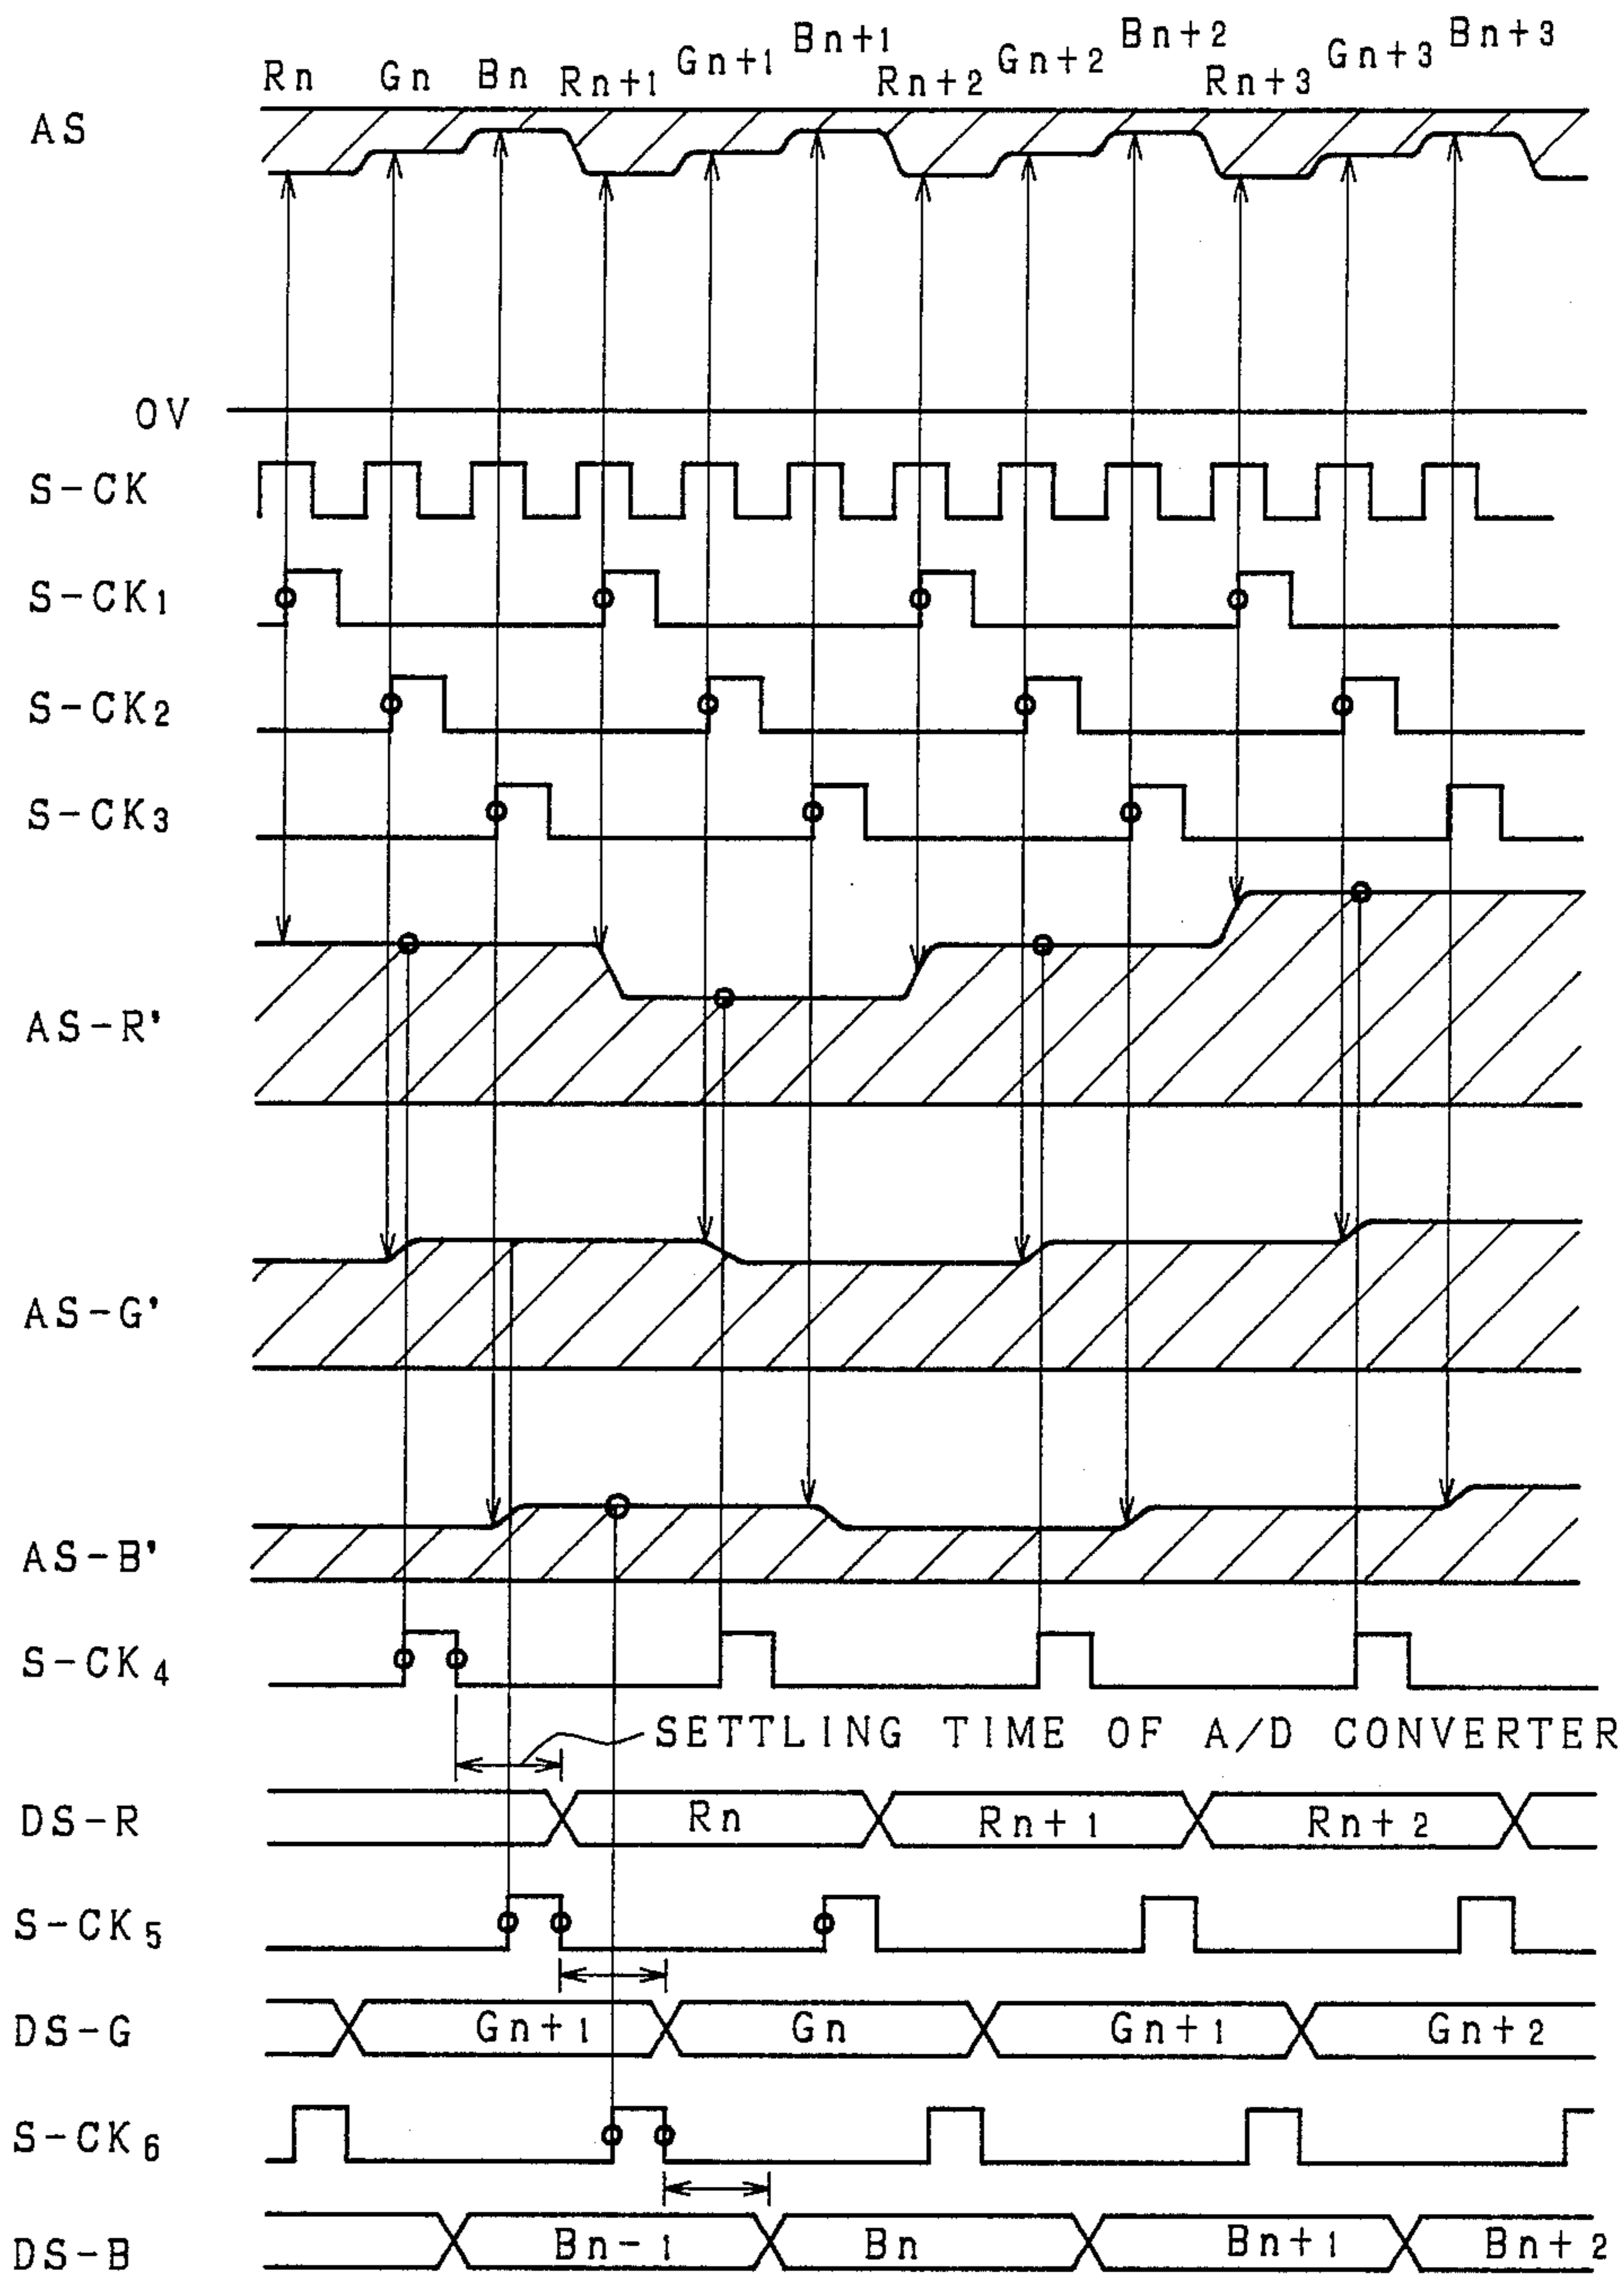 Rn Gn Bn Rn+1 Gn+1 Bn+1 Rn+2 Gn+2 Bn+2 Rn+3 Gn+3 Bn+3
AS
0V
S-CK
S-CK1
S-CK2
S-CK3
AS-R'
AS-G'
AS-B'
S-CK4
SETTLING TIME OF A/D CONVERTER
DS-R Rn Rn+1 Rn+2
S-CK5
DS-G Gn+1 Gn Gn+1 Gn+2
S-CK6
DS-B Bn-1 Bn Bn+1 Bn+2